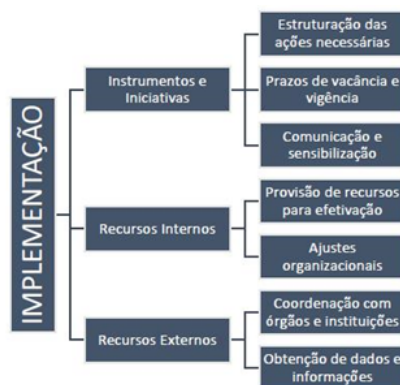 IMPLEMENTAÇÃO
Instrumentos e
Iniciativas
Estruturação das
ações necessárias
Prazos de vacância e
vigência
Comunicação e
sensibilização
Recursos Internos
Provisão de recursos
para efetivação
Ajustes
organizacionais
Recursos Externos
Coordenação com
órgãos e instituições
Obtenção de dados e
informações